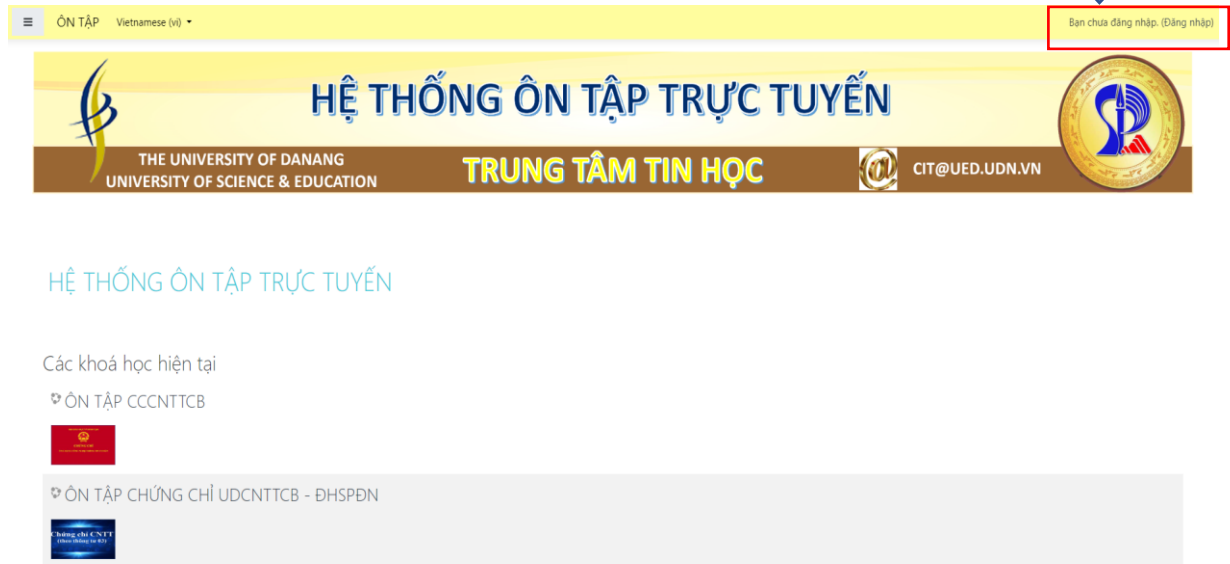 ÔN TẬP Vietnamese (vi) Bạn chưa đăng nhập. (Đăng nhập)
HỆ THỐNG ÔN TẬP TRỰC TUYẾN
THE UNIVERSITY OF DANANG
UNIVERSITY OF SCIENCE & EDUCATION
TRUNG TÂM TIN HỌC
@ CIT@UED.UDN.VN
HỆ THỐNG ÔN TẬP TRỰC TUYẾN
Các khoá học hiện tại
ÔN TẬP CCCNTTCB
ÔN TẬP CHỨNG CHỈ UDCNTTCB - ĐHSPĐN
Chứng chỉ CNTT